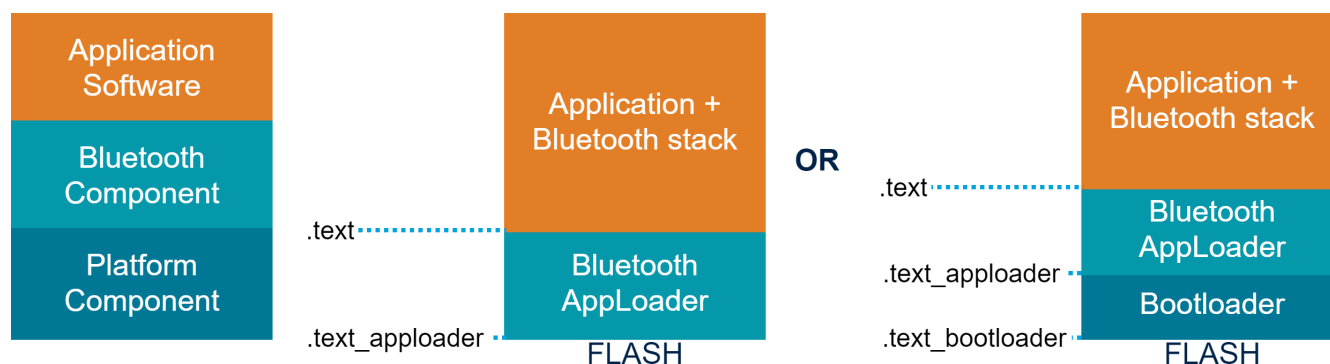 Application
Software
Bluetooth
Component
Platform
Component
.text
.text_apploader
Application +
Bluetooth stack
Bluetooth
AppLoader
FLASH
OR
.text
.text_apploader
.text_bootloader
Application +
Bluetooth stack
Bluetooth
AppLoader
Bootloader
FLASH